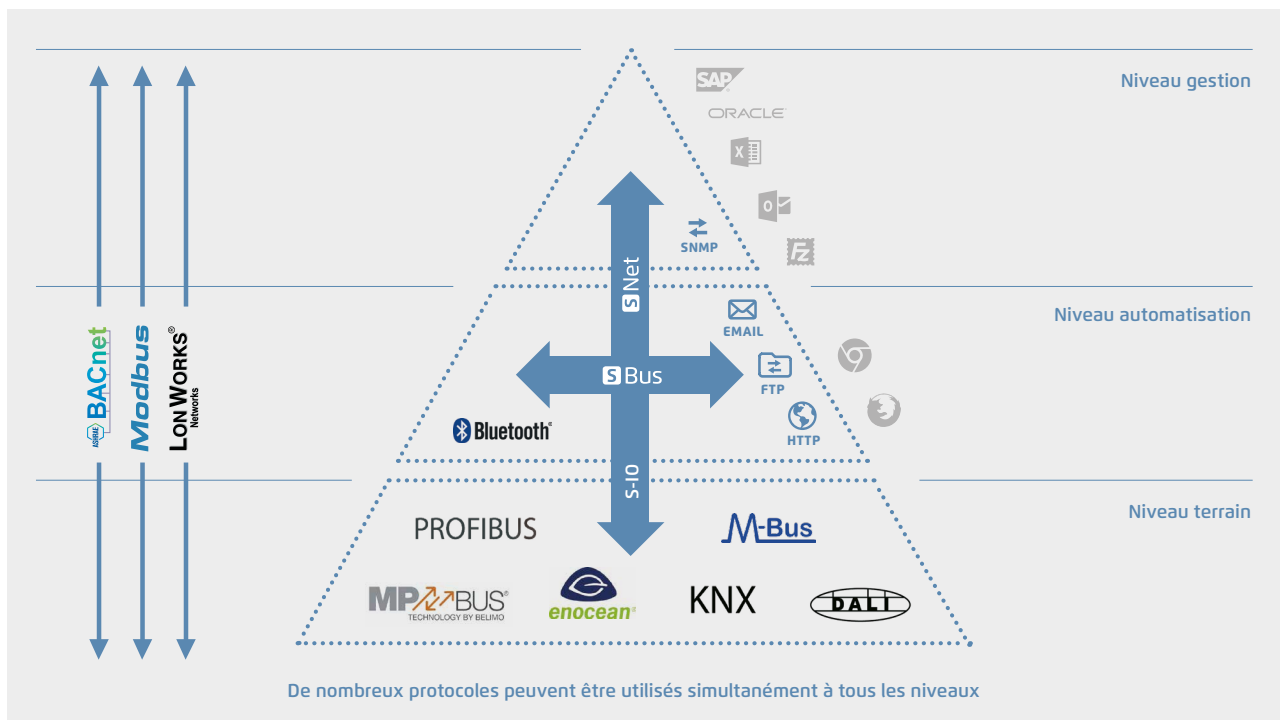 SAP
ORACLE
Niveau gestion
SNMP
S Net
Niveau automatisation
EMAIL
S Bus
FTP
HTTP
Bluetooth®
ASHRAE BACnet
Modbus
LONWORKS®
Networks
S-IO
Niveau terrain
PROFIBUS
M-Bus
MP BUS®
TECHNOLOGY BY BELIMO
enocean®
KNX
DALI
De nombreux protocoles peuvent être utilisés simultanément à tous les niveaux